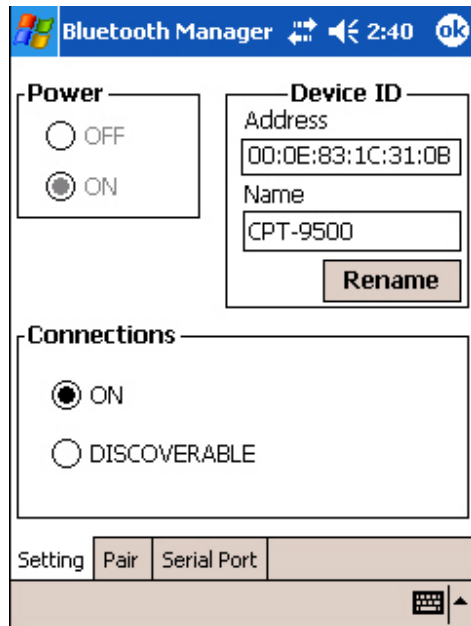 Bluetooth Manager 2:40 ok
Power
OFF
ON
Device ID
Address
00:0E:83:1C:31:0B
Name
CPT-9500
Rename
Connections
ON
DISCOVERABLE
Setting Pair Serial Port